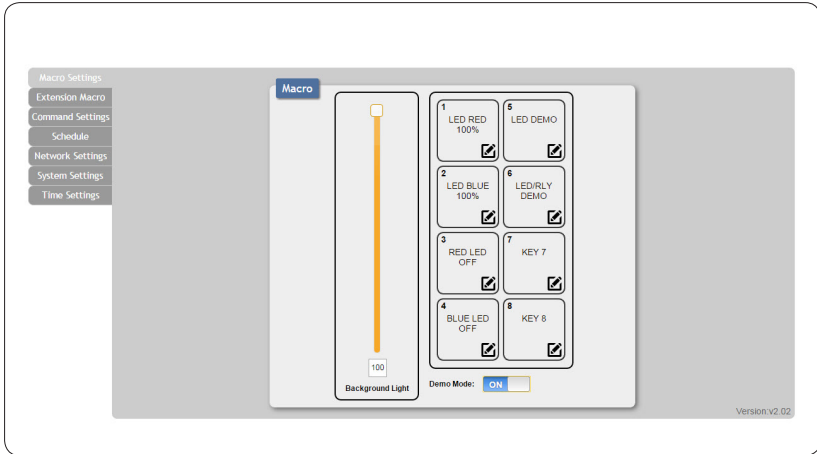 Macro Settings
Extension Macro
Command Settings
Schedule
Network Settings
System Settings
Time Settings
Macro
100
Background Light
1
LED RED
100%
5
LED DEMO
2
LED BLUE
100%
6
LED/RLY
DEMO
3
RED LED
OFF
7
KEY 7
4
BLUE LED
OFF
8
KEY 8
Demo Mode:
ON
Version:v2.02